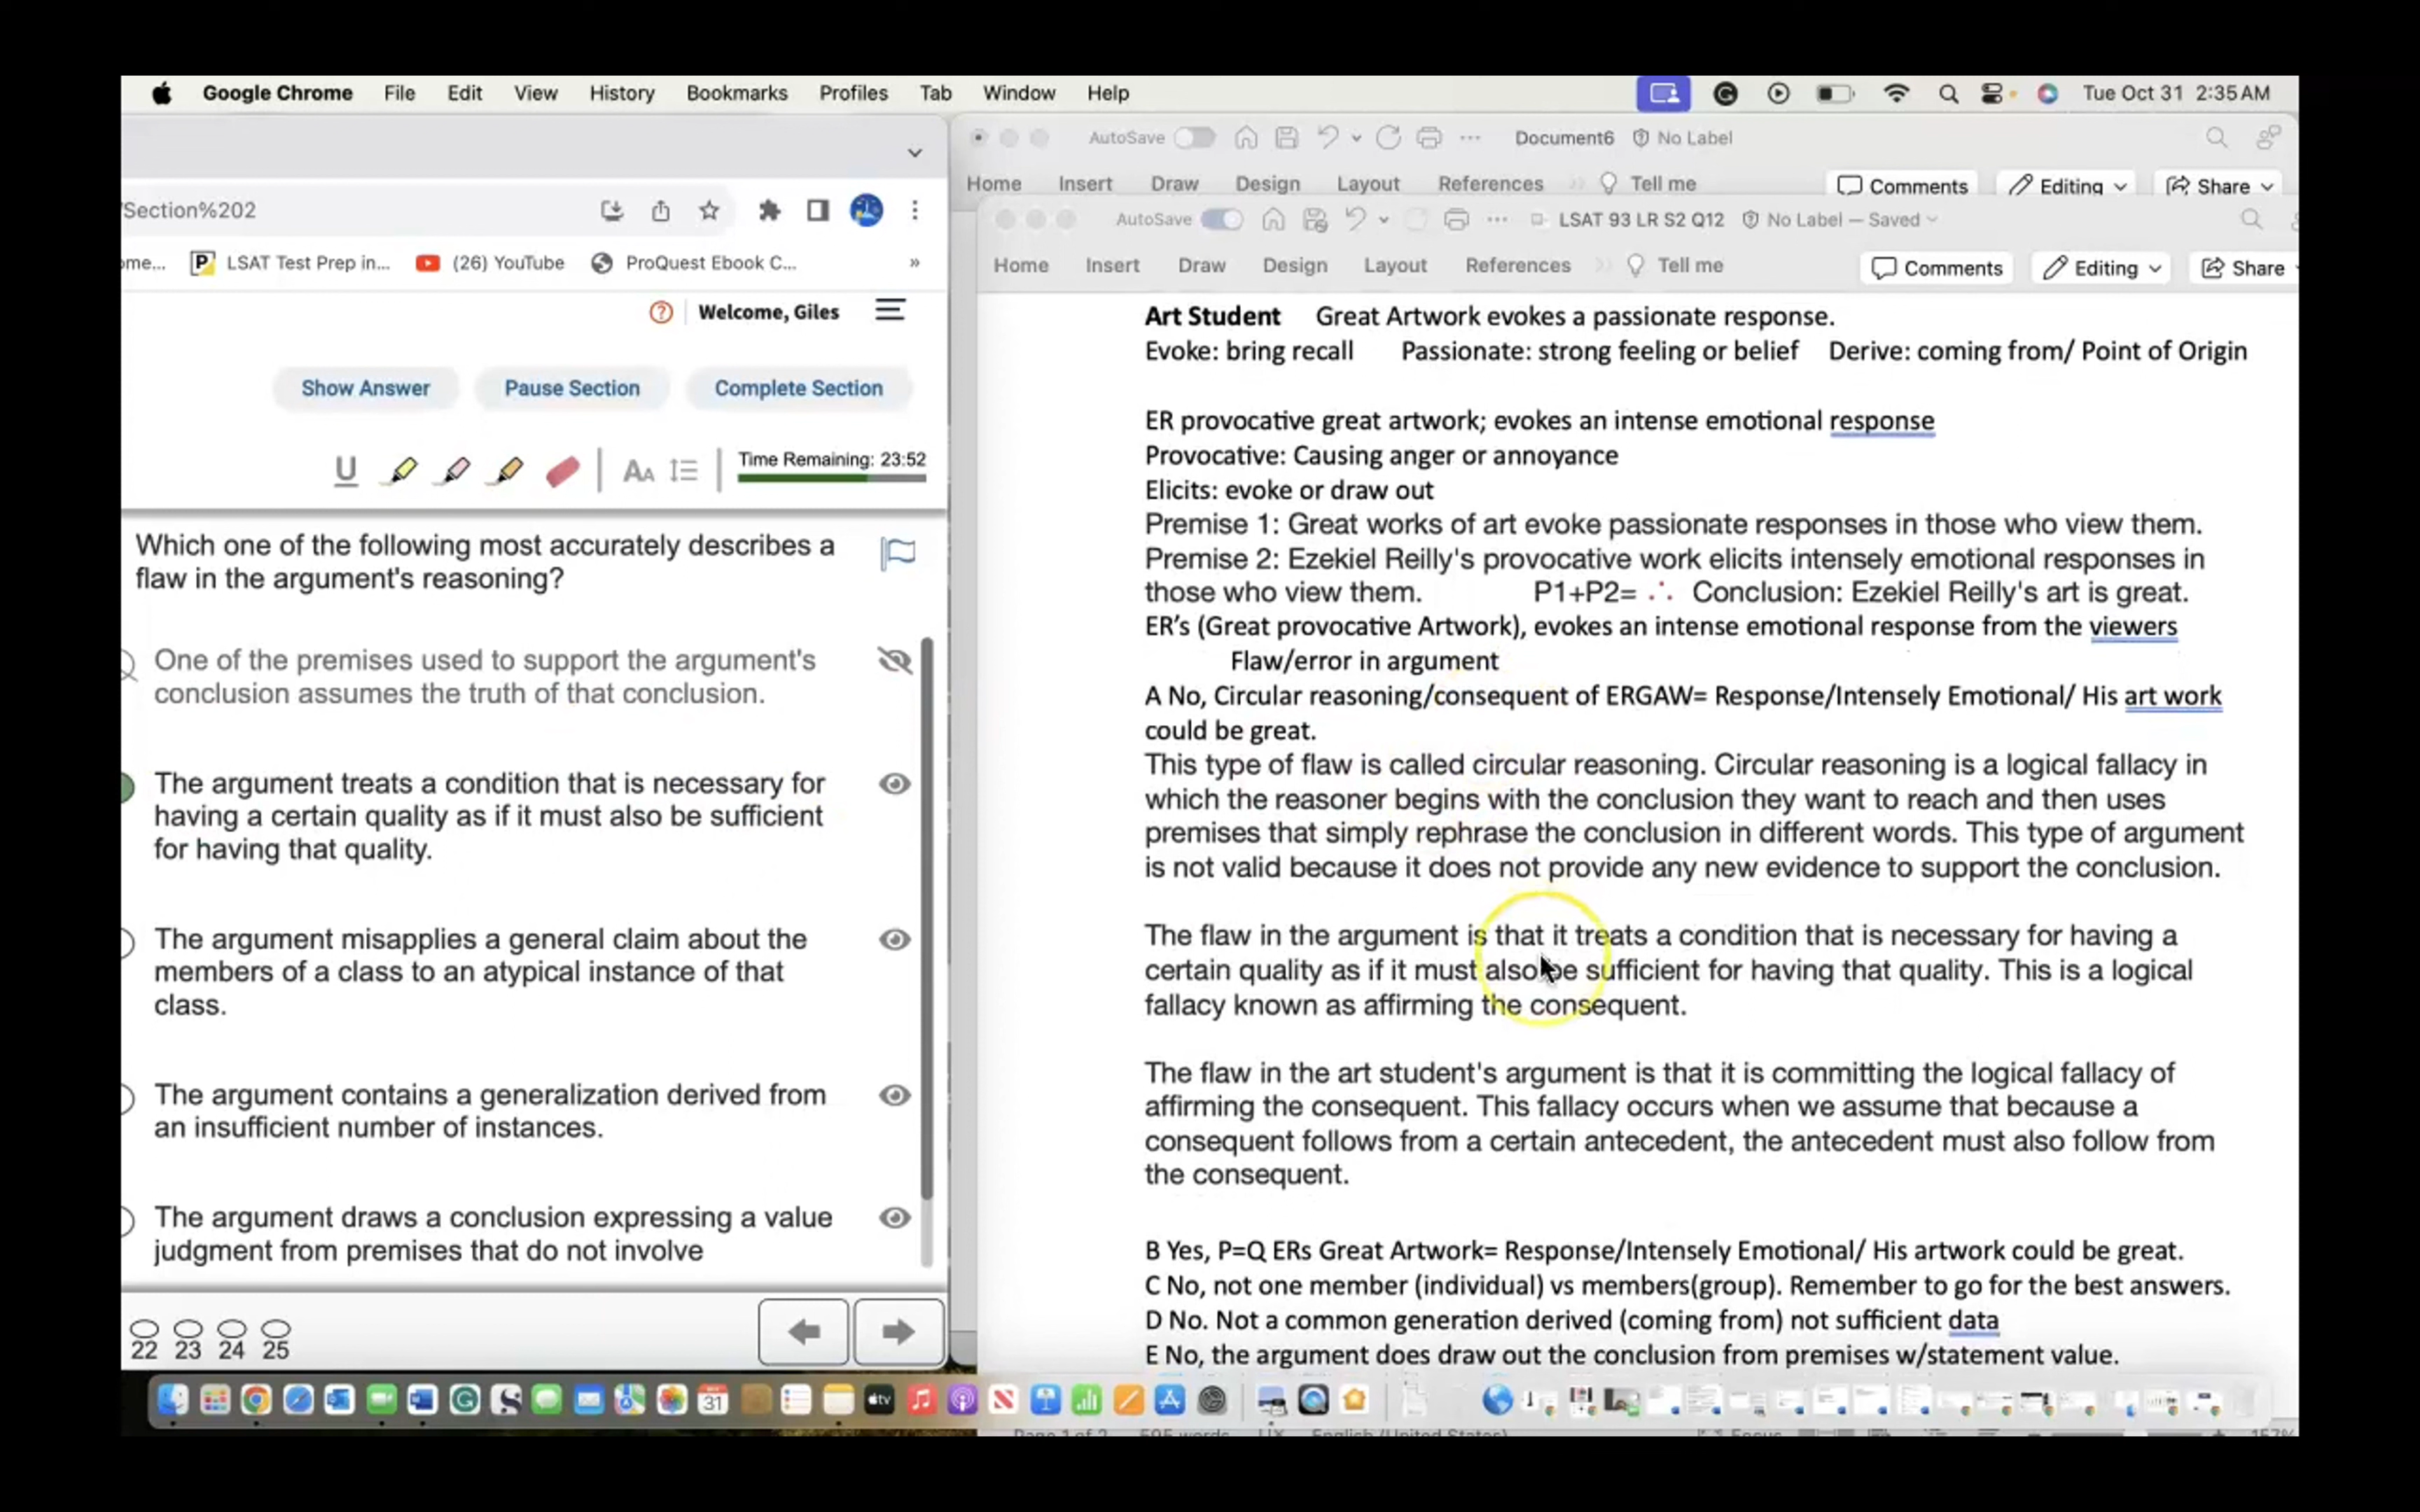 Google Chrome File Edit View History Bookmarks Profiles Tab Window Help Tue Oct 31 2:35 AM
/Section%202
ome... LSAT Test Prep in... (26) YouTube ProQuest Ebook C... »
Welcome, Giles
Show Answer Pause Section Complete Section
Time Remaining: 23:52
Which one of the following most accurately describes a
flaw in the argument's reasoning?
One of the premises used to support the argument's
conclusion assumes the truth of that conclusion.
The argument treats a condition that is necessary for
having a certain quality as if it must also be sufficient
for having that quality.
The argument misapplies a general claim about the
members of a class to an atypical instance of that
class.
The argument contains a generalization derived from
an insufficient number of instances.
The argument draws a conclusion expressing a value
judgment from premises that do not involve
22 23 24 25
AutoSave Document6 No Label
Home Insert Draw Design Layout References » Tell me Comments Editing Share
AutoSave LSAT 93 LR S2 Q12 No Label — Saved
Home Insert Draw Design Layout References » Tell me Comments Editing Share
Art Student Great Artwork evokes a passionate response.
Evoke: bring recall Passionate: strong feeling or belief Derive: coming from/ Point of Origin
ER provocative great artwork; evokes an intense emotional response
Provocative: Causing anger or annoyance
Elicits: evoke or draw out
Premise 1: Great works of art evoke passionate responses in those who view them.
Premise 2: Ezekiel Reilly's provocative work elicits intensely emotional responses in
those who view them. P1+P2= ∴ Conclusion: Ezekiel Reilly's art is great.
ER’s (Great provocative Artwork), evokes an intense emotional response from the viewers
Flaw/error in argument
A No, Circular reasoning/consequent of ERGAW= Response/Intensely Emotional/ His art work
could be great.
This type of flaw is called circular reasoning. Circular reasoning is a logical fallacy in
which the reasoner begins with the conclusion they want to reach and then uses
premises that simply rephrase the conclusion in different words. This type of argument
is not valid because it does not provide any new evidence to support the conclusion.
The flaw in the argument is that it treats a condition that is necessary for having a
certain quality as if it must also be sufficient for having that quality. This is a logical
fallacy known as affirming the consequent.
The flaw in the art student's argument is that it is committing the logical fallacy of
affirming the consequent. This fallacy occurs when we assume that because a
consequent follows from a certain antecedent, the antecedent must also follow from
the consequent.
B Yes, P=Q ERs Great Artwork= Response/Intensely Emotional/ His artwork could be great.
C No, not one member (individual) vs members(group). Remember to go for the best answers.
D No. Not a common generation derived (coming from) not sufficient data
E No, the argument does draw out the conclusion from premises w/statement value.
31 tv
Page 1 of 2 595 words English (United States) Focus 157%